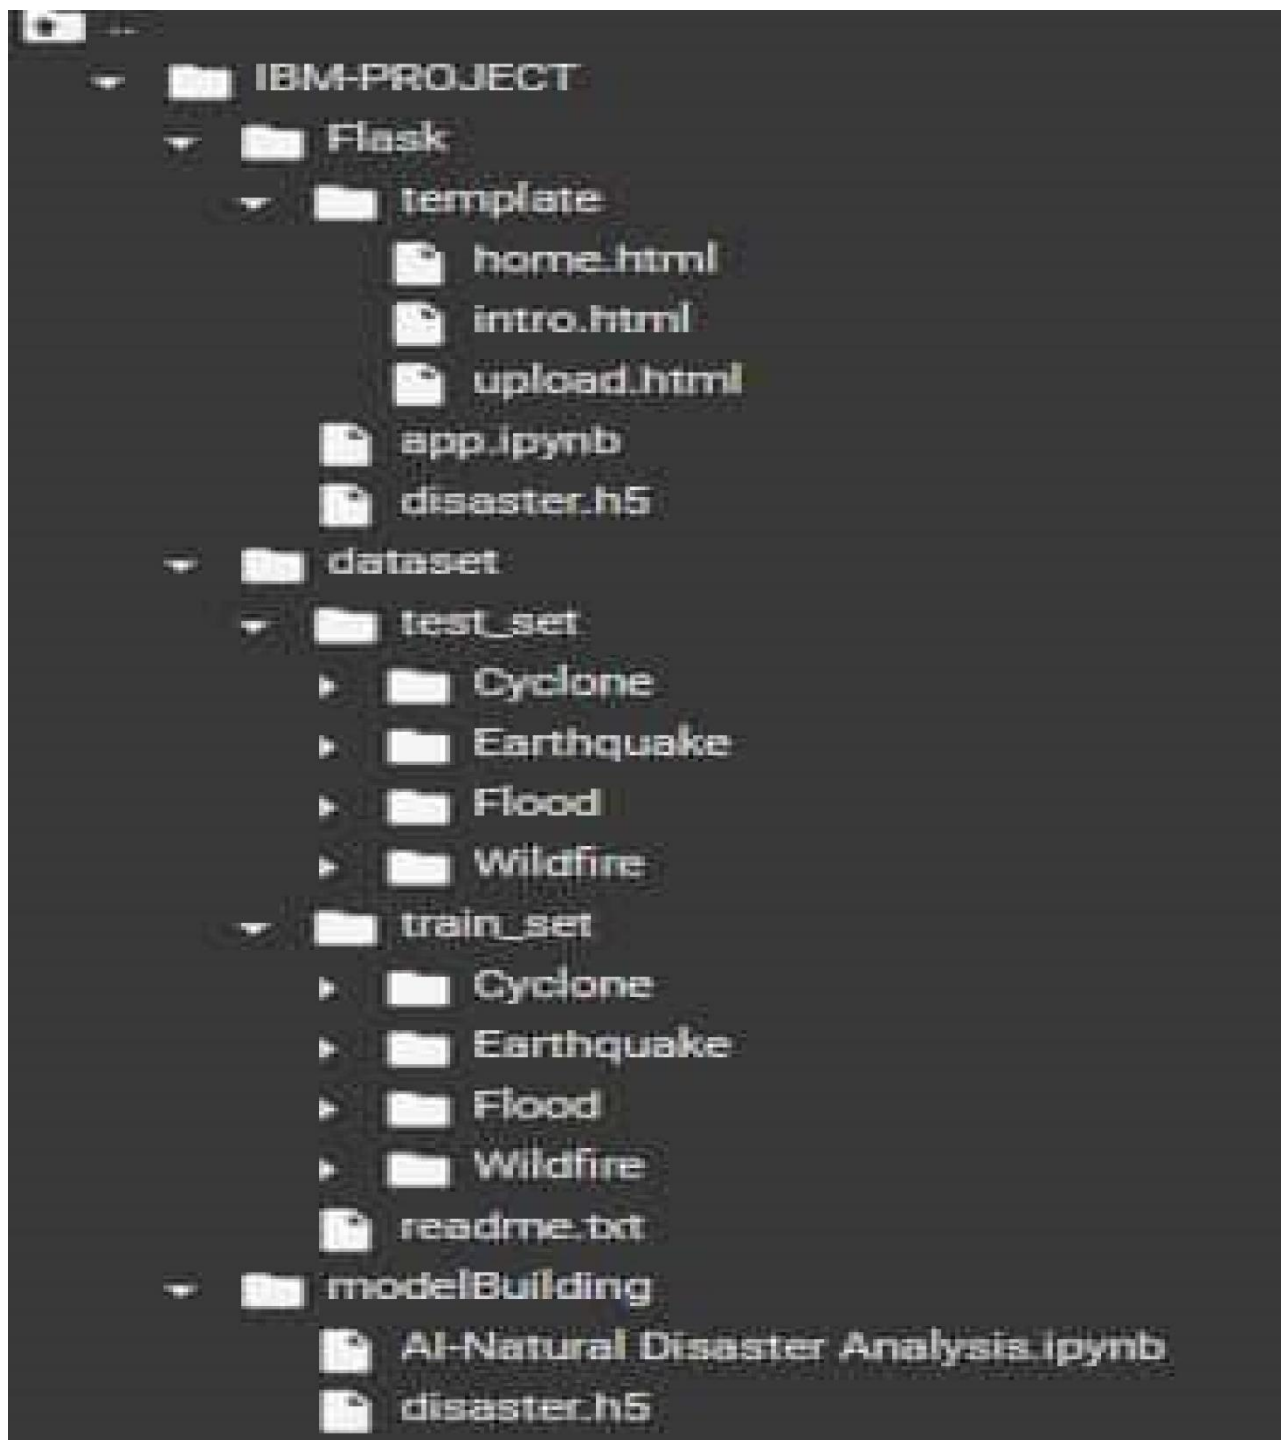 ..
IBM-PROJECT
Flask
template
home.html
intro.html
upload.html
app.ipynb
disaster.h5
dataset
test_set
Cyclone
Earthquake
Flood
Wildfire
train_set
Cyclone
Earthquake
Flood
Wildfire
readme.txt
modelBuilding
AI-Natural Disaster Analysis.ipynb
disaster.h5